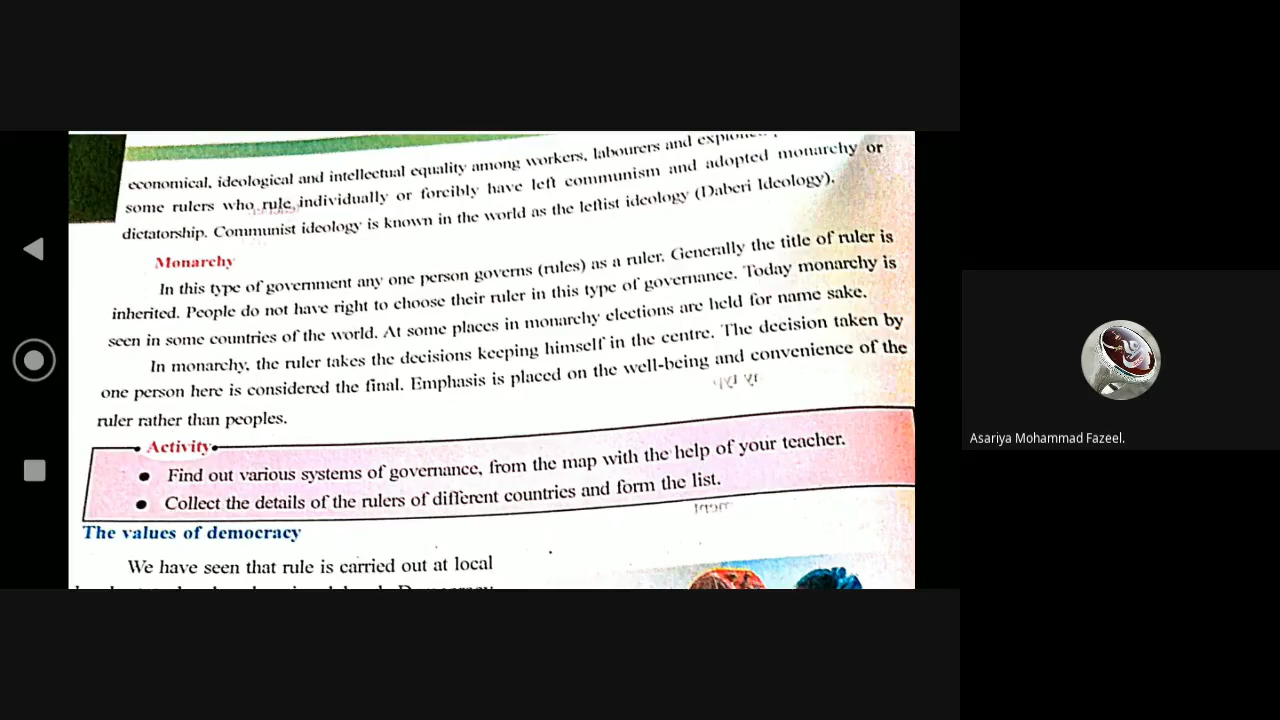 economical, ideological and intellectual equality among workers, labourers and
some rulers who rule individually or forcibly have left communism and adopted monarchy or
dictatorship. Communist ideology is known in the world as the leftist ideology (Daberi Ideology).
Monarchy
In this type of government any one person governs (rules) as a ruler. Generally the title of ruler is
inherited. People do not have right to choose their ruler in this type of governance. Today monarchy is
seen in some countries of the world. At some places in monarchy elections are held for name sake.
In monarchy, the ruler takes the decisions keeping himself in the centre. The decision taken by
one person here is considered the final. Emphasis is placed on the well-being and convenience of the
ruler rather than peoples.
Activity
• Find out various systems of governance, from the map with the help of your teacher.
• Collect the details of the rulers of different countries and form the list.
The values of democracy
We have seen that rule is carried out at local
Asariya Mohammad Fazeel.